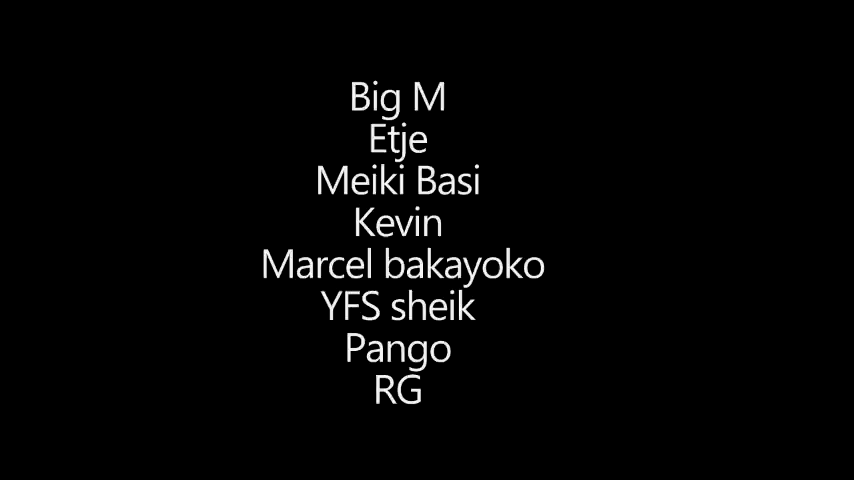 Big M
Etje
Meiki Basi
Kevin
Marcel bakayoko
YFS sheik
Pango
RG